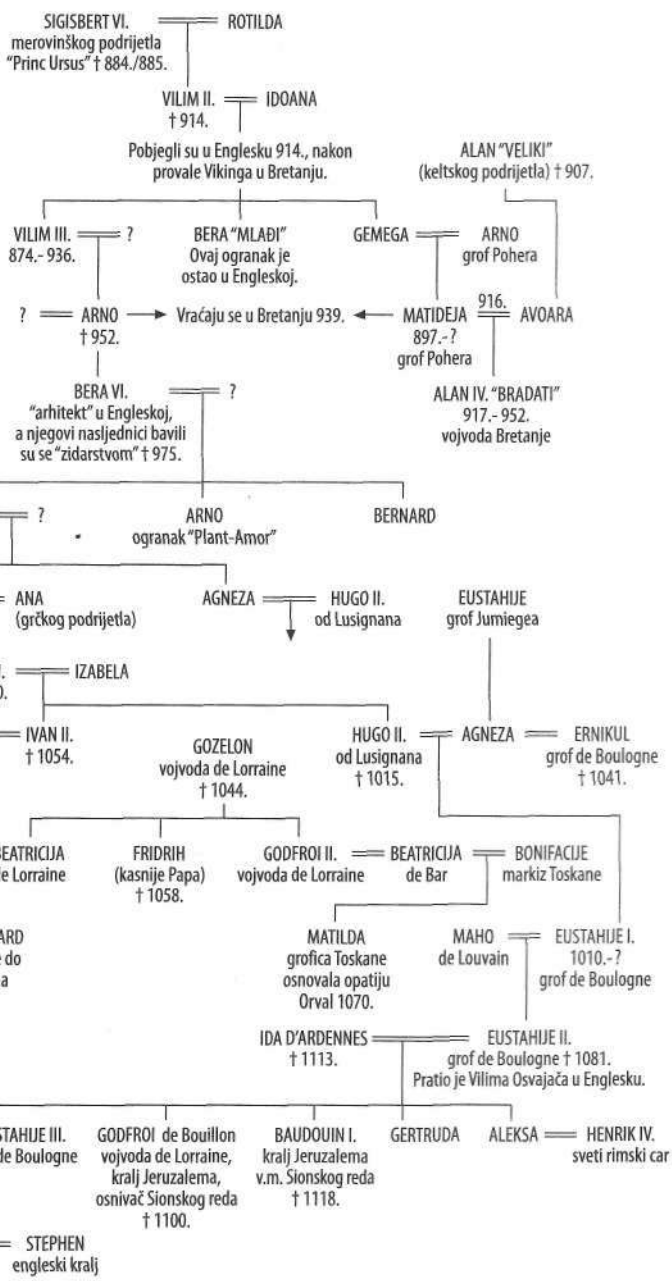 SIGISBERT VI. ROTILDA
merovinškog podrijetla
“Princ Ursus” † 884./885.
VILIM II. IDOANA
† 914.
Pobjegli su u Englesku 914., nakon
provale Vikinga u Bretanju.
ALAN “VELIKI”
(keltskog podrijetla) † 907.
VILIM III. ?
874.- 936.
BERA “MLAĐI”
Ovaj ogranak je
ostao u Engleskoj.
GEMEGA ARNO
grof Pohera
? ARNO
† 952.
Vraćaju se u Bretanju 939.
MATIDEJA 916. AVOARA
897.-?
grof Pohera
BERA VI. ?
“arhitekt” u Engleskoj,
a njegovi nasljednici bavili
su se “zidarstvom” † 975.
ALAN IV. “BRADATI”
917.- 952.
vojvoda Bretanje
?
ARNO
ogranak “Plant-Amor”
BERNARD
ANA
(grčkog podrijetla)
AGNEZA HUGO II.
od Lusignana
EUSTAHIJE
grof Jumiegea
IZABELA
IVAN II.
† 1054.
GOZELON
vojvoda de Lorraine
† 1044.
HUGO II.
od Lusignana
† 1015.
AGNEZA ERNIKUL
grof de Boulogne
† 1041.
BEATRICIJA
de Lorraine
FRIDRIH
(kasnije Papa)
† 1058.
GODFROI II.
vojvoda de Lorraine
BEATRICIJA
de Bar
BONIFACIJE
markiz Toskane
ARD
do
MATILDA
grofica Toskane
osnovala opatiju
Orval 1070.
MAHO
de Louvain
EUSTAHIJE I.
1010.-?
grof de Boulogne
IDA D’ARDENNES
† 1113.
EUSTAHIJE II.
grof de Boulogne † 1081.
Pratio je Vilima Osvajača u Englesku.
STAHIJE III.
de Boulogne
GODFROI de Bouillon
vojvoda de Lorraine,
kralj Jeruzalema,
osnivač Sionskog reda
† 1100.
BAUDOUIN I.
kralj Jeruzalema
v.m. Sionskog reda
† 1118.
GERTRUDA
ALEKSA HENRIK IV.
sveti rimski car
STEPHEN
engleski kralj